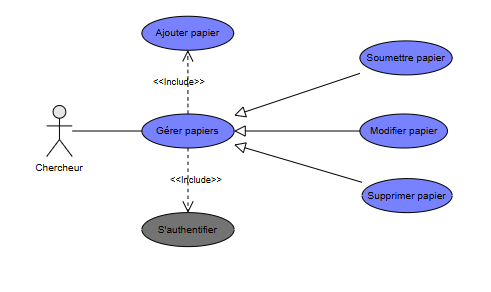 Ajouter papier
Soumettre papier
<<Include>>
Gérer papiers
Modifier papier
Chercheur
<<Include>>
Supprimer papier
S'authentifier